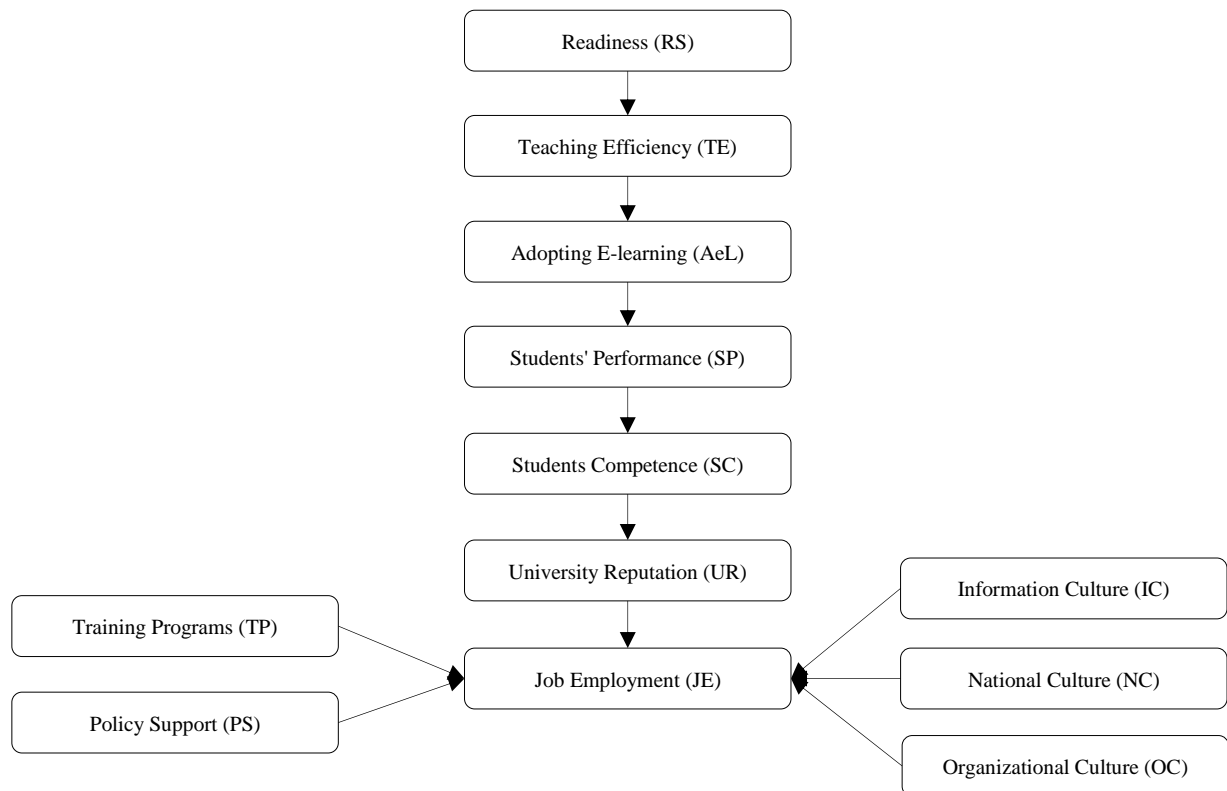 Readiness (RS)
Teaching Efficiency (TE)
Adopting E-learning (AeL)
Students' Performance (SP)
Students Competence (SC)
University Reputation (UR)
Information Culture (IC)
Training Programs (TP)
Job Employment (JE)
National Culture (NC)
Policy Support (PS)
Organizational Culture (OC)